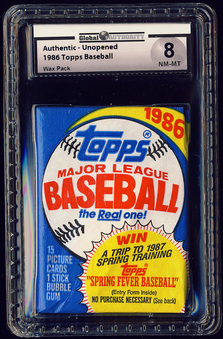 Global AUTHORITY
Authentic - Unopened
1986 Topps Baseball
Wax Pack
8
NM-MT
1986
Topps
MAJOR LEAGUE
BASEBALL
the Real one!
15
PICTURE
CARDS
1 STICK
BUBBLE
GUM
WIN
A TRIP TO 1987
SPRING TRAINING
Topps
"SPRING FEVER BASEBALL"
(Entry Form Inside)
NO PURCHASE NECESSARY (See back)